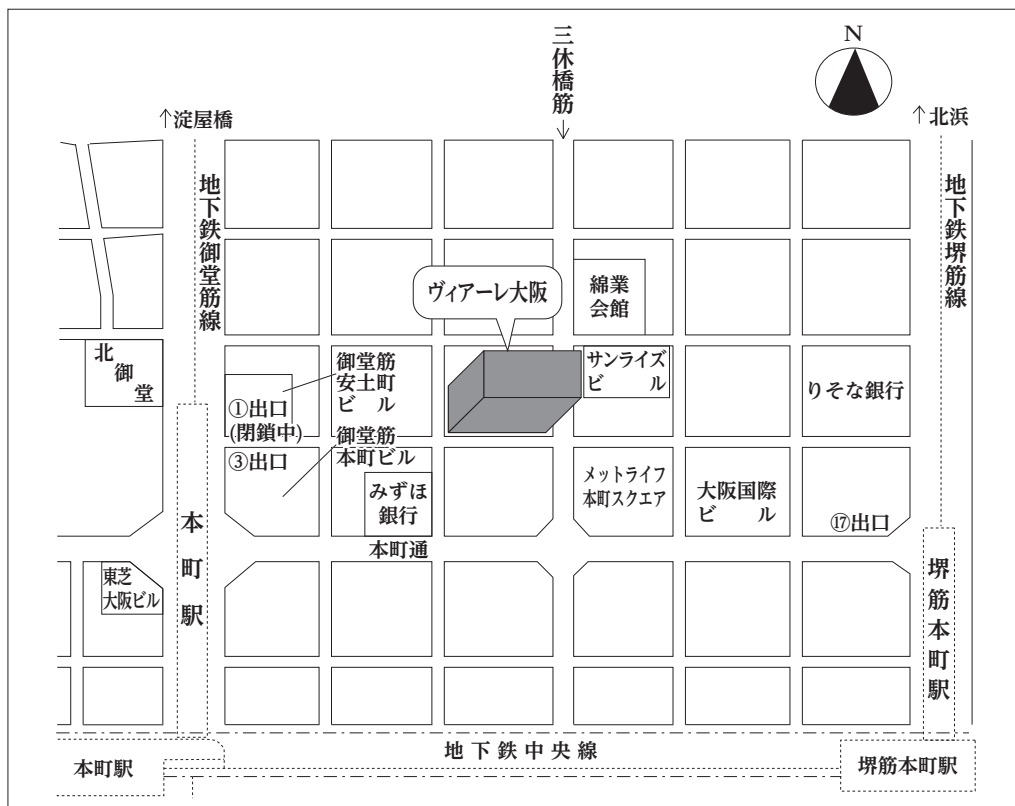 三休橋筋
↓
N
↑淀屋橋
↑北浜
地下鉄御堂筋線
地下鉄堺筋線
ヴィアーレ大阪
綿業
会館
北御堂
御堂筋
安土町
ビル
①出口
(閉鎖中)
サンライズ
ビル
りそな銀行
御堂筋
本町ビル
③出口
みずほ
銀行
メットライフ
本町スクエア
大阪国際
ビル
⑰出口
本町通
本町駅
東芝
大阪ビル
堺筋本町駅
地下鉄中央線
本町駅
堺筋本町駅